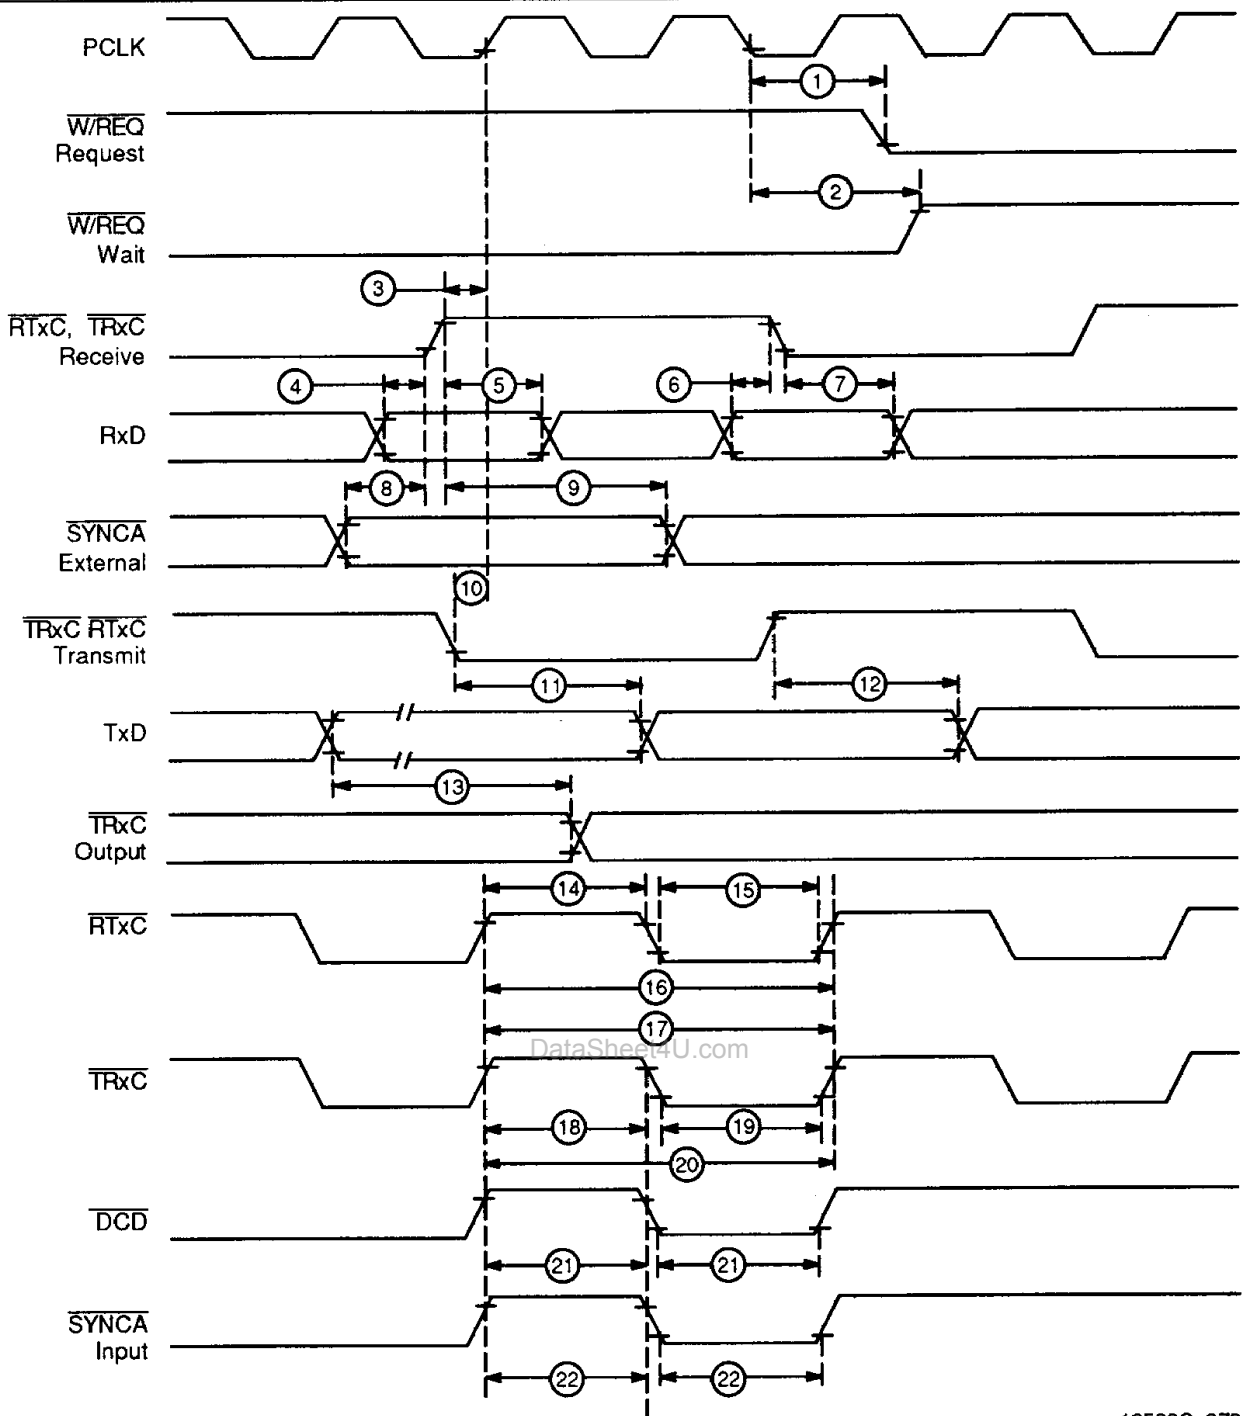 PCLK
1
W/REQ
Request
2
W/REQ
Wait
3
RTxC, TRxC
Receive
4
5
6
7
RxD
8
9
SYNCA
External
10
TRxC RTxC
Transmit
11
12
TxD
13
TRxC
Output
14
15
RTxC
16
17
DataSheet4U.com
TRxC
18
19
20
DCD
21
21
SYNCA
Input
22
22